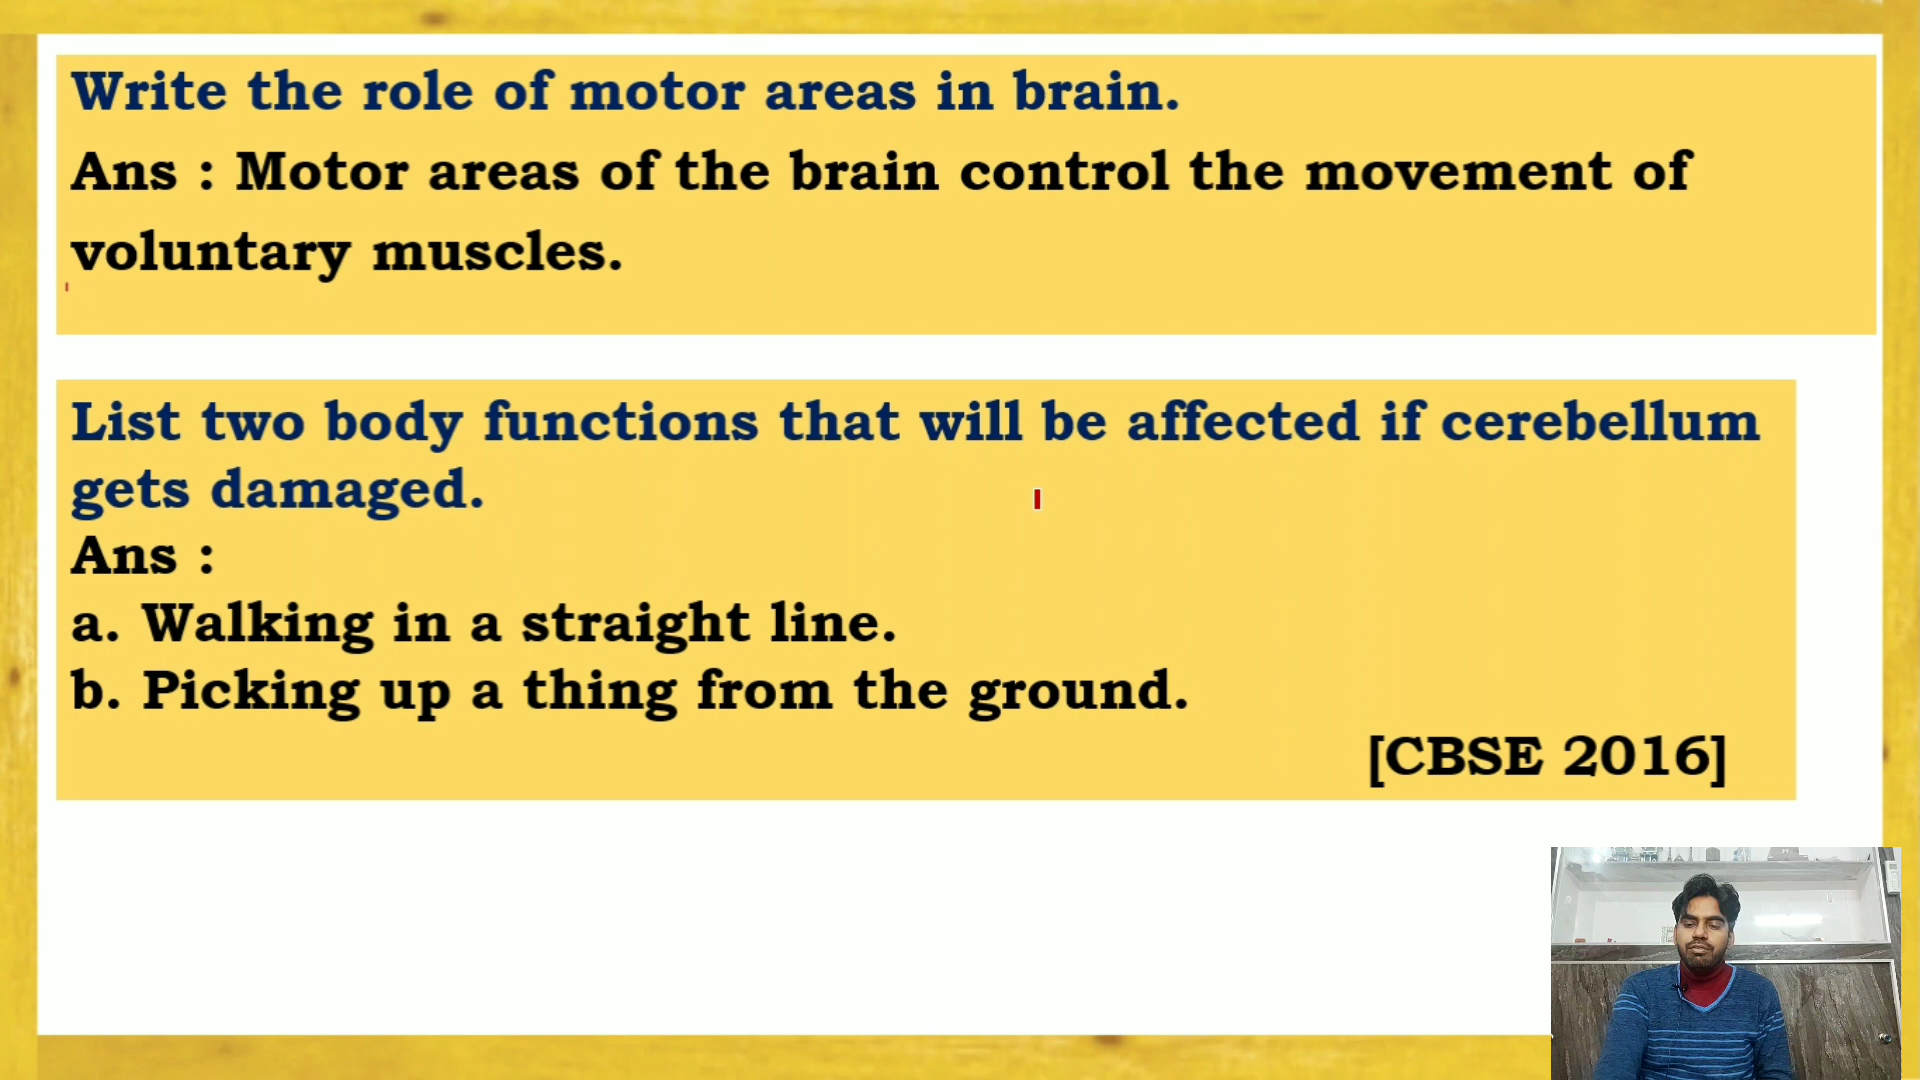 Write the role of motor areas in brain.
Ans : Motor areas of the brain control the movement of
voluntary muscles.
List two body functions that will be affected if cerebellum
gets damaged.
Ans :
a. Walking in a straight line.
b. Picking up a thing from the ground.
[CBSE 2016]